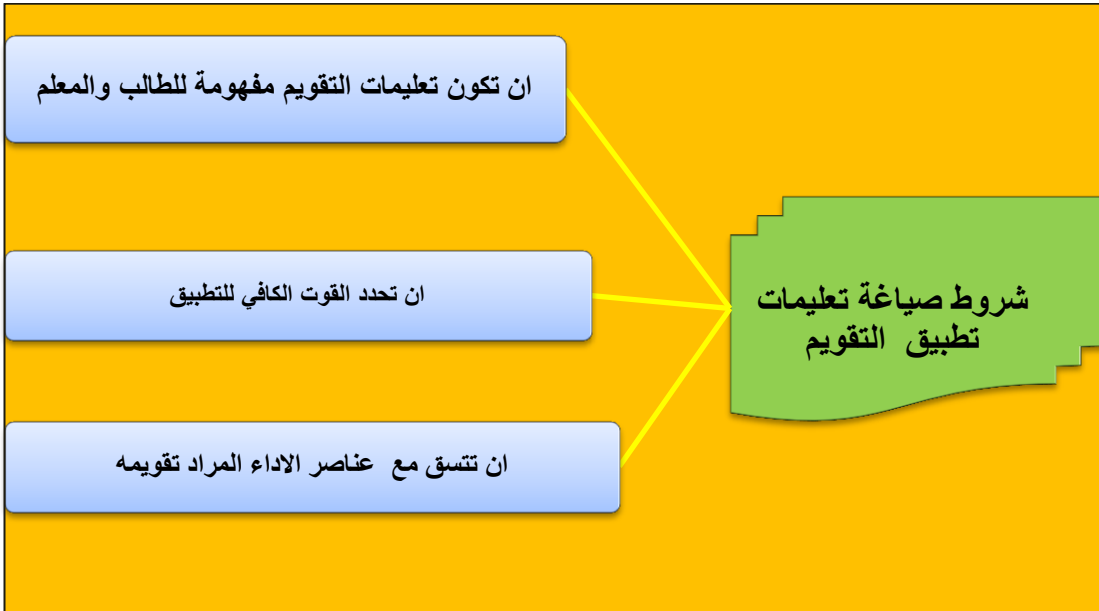 شروط صياغة تعليمات
تطبيق التقويم
ان تكون تعليمات التقويم مفهومة للطالب والمعلم
ان تحدد القوت الكافي للتطبيق
ان تتسق مع عناصر الاداء المراد تقويمه